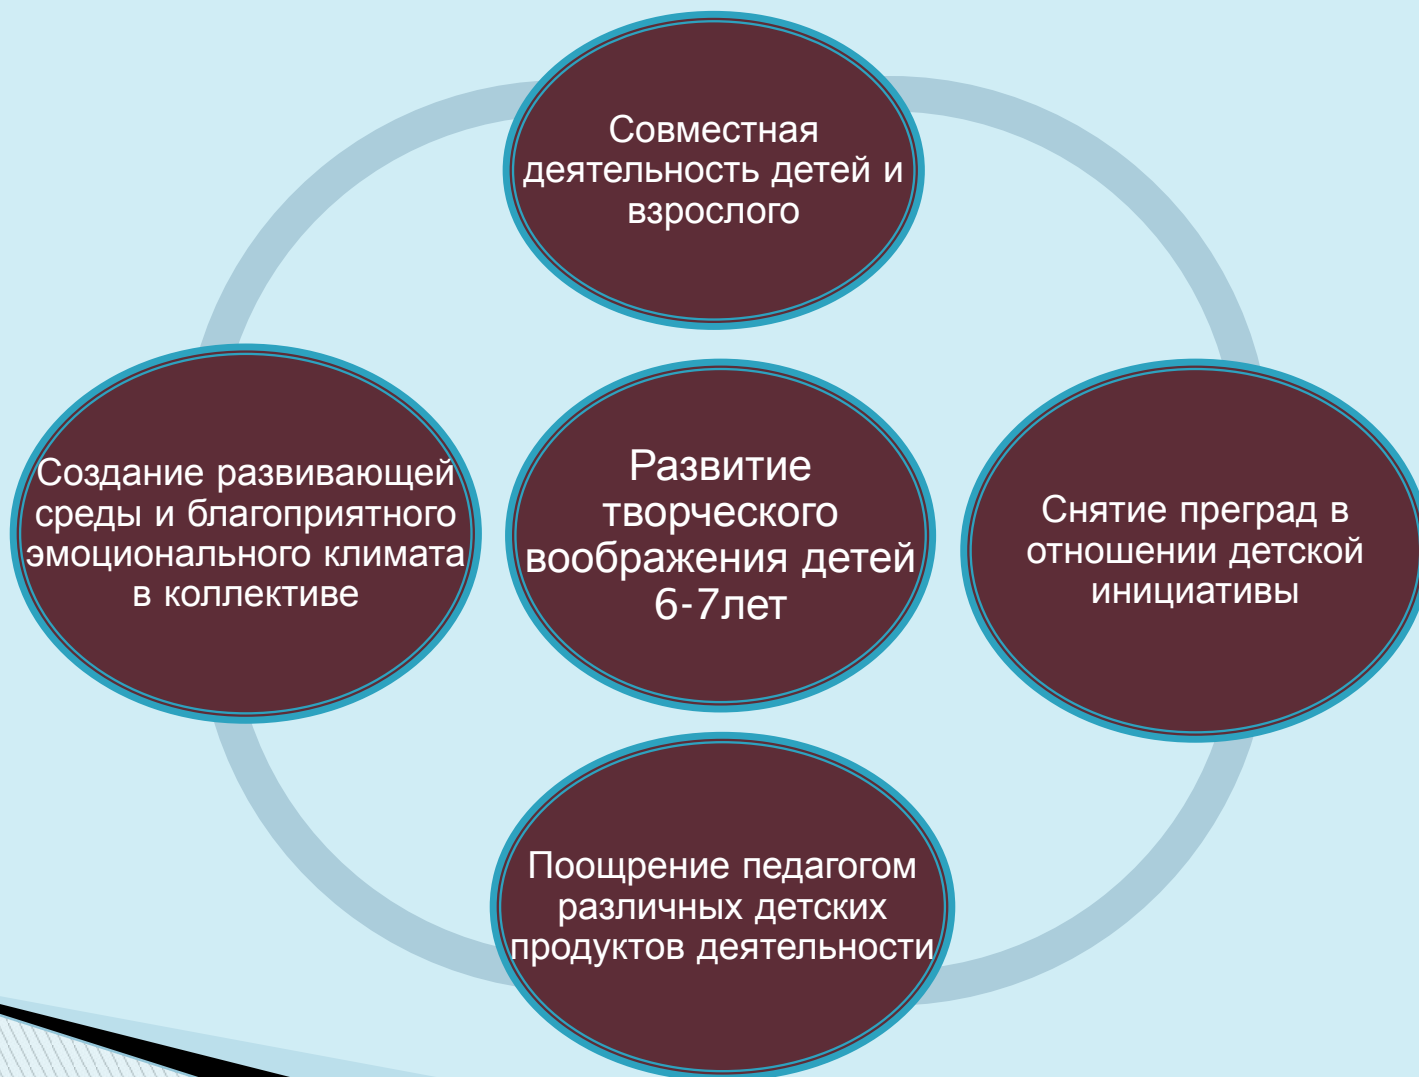 Совместная
деятельность детей и
взрослого
Создание развивающей
среды и благоприятного
эмоционального климата
в коллективе
Развитие
творческого
воображения детей
6-7лет
Снятие преград в
отношении детской
инициативы
Поощрение педагогом
различных детских
продуктов деятельности